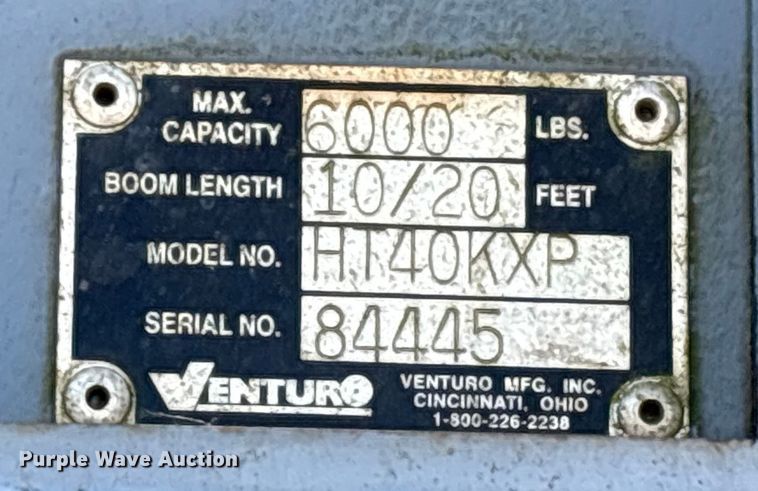 MAX. CAPACITY 6000 LBS.
BOOM LENGTH 10/20 FEET
MODEL NO. HT40KXP
SERIAL NO. 84445
VENTURO
VENTURO MFG. INC.
CINCINNATI, OHIO
1-800-226-2238
Purple Wave Auction